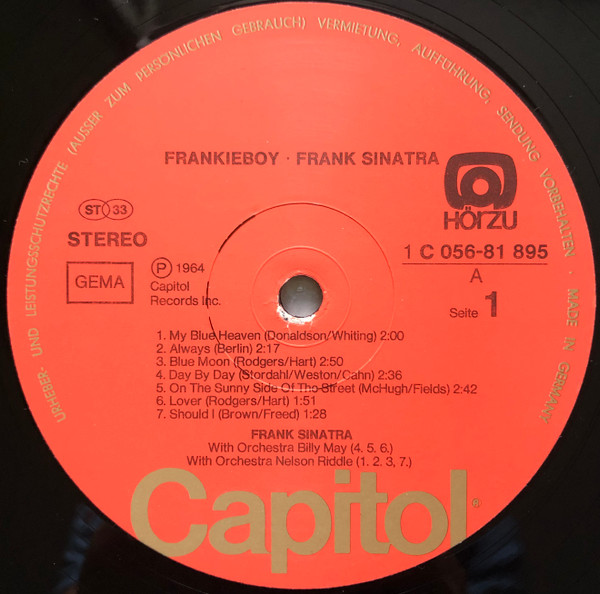 URHEBER- UND LEISTUNGSSCHUTZRECHTE (AUSSER ZUM PERSÖNLICHEN GEBRAUCH) VERMIETUNG, AUFFÜHRUNG, SENDUNG VORBEHALTEN · MADE IN GERMANY
FRANKIEBOY · FRANK SINATRA
HÖRZU
ST 33
STEREO
1 C 056-81 895
GEMA
℗ 1964
Capitol
Records Inc.
A
Seite 1
1. My Blue Heaven (Donaldson/Whiting) 2:00
2. Always (Berlin) 2:17
3. Blue Moon (Rodgers/Hart) 2:50
4. Day By Day (Stordahl/Weston/Cahn) 2:36
5. On The Sunny Side Of The Street (McHugh/Fields) 2:42
6. Lover (Rodgers/Hart) 1:51
7. Should I (Brown/Freed) 1:28
FRANK SINATRA
With Orchestra Billy May (4. 5. 6.)
With Orchestra Nelson Riddle (1. 2. 3, 7.)
Capitol®